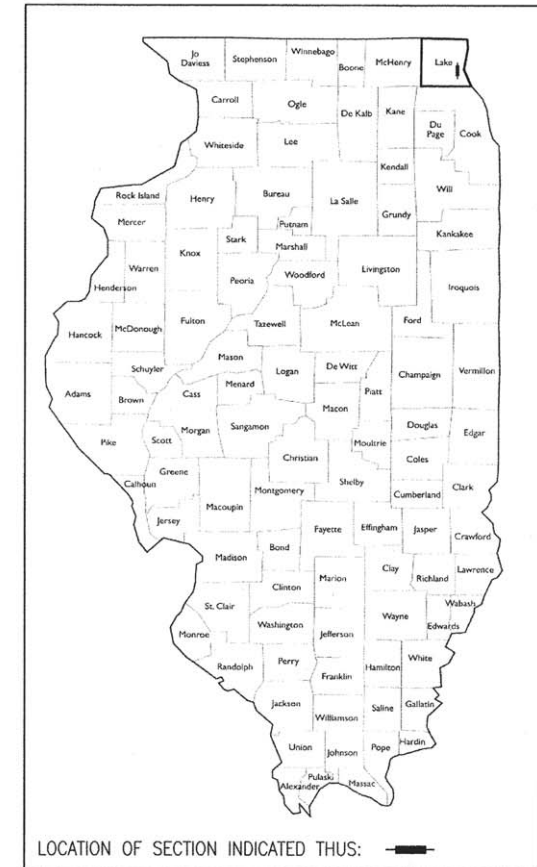 Jo
Daviess
Stephenson
Winnebago
Boone
McHenry
Lake
Carroll
Ogle
De Kalb
Kane
Du
Page
Cook
Whiteside
Lee
Kendall
Will
Rock Island
Henry
Bureau
La Salle
Grundy
Kankakee
Mercer
Putnam
Stark
Marshall
Knox
Warren
Henderson
Peoria
Woodford
Livingston
Iroquois
Fulton
Tazewell
McLean
Ford
Hancock
McDonough
Mason
Logan
De Witt
Champaign
Vermilion
Schuyler
Cass
Menard
Piatt
Adams
Brown
Macon
Morgan
Sangamon
Douglas
Edgar
Pike
Scott
Christian
Moultrie
Coles
Greene
Shelby
Calhoun
Montgomery
Cumberland
Clark
Macoupin
Jersey
Fayette
Effingham
Jasper
Crawford
Madison
Bond
Clay
Lawrence
Marion
Richland
Clinton
St. Clair
Wabash
Wayne
Edwards
Washington
Jefferson
Monroe
Randolph
Perry
Hamilton
White
Franklin
Jackson
Saline
Gallatin
Williamson
Hardin
Union
Johnson
Pope
Pulaski
Massac
Alexander
LOCATION OF SECTION INDICATED THUS: